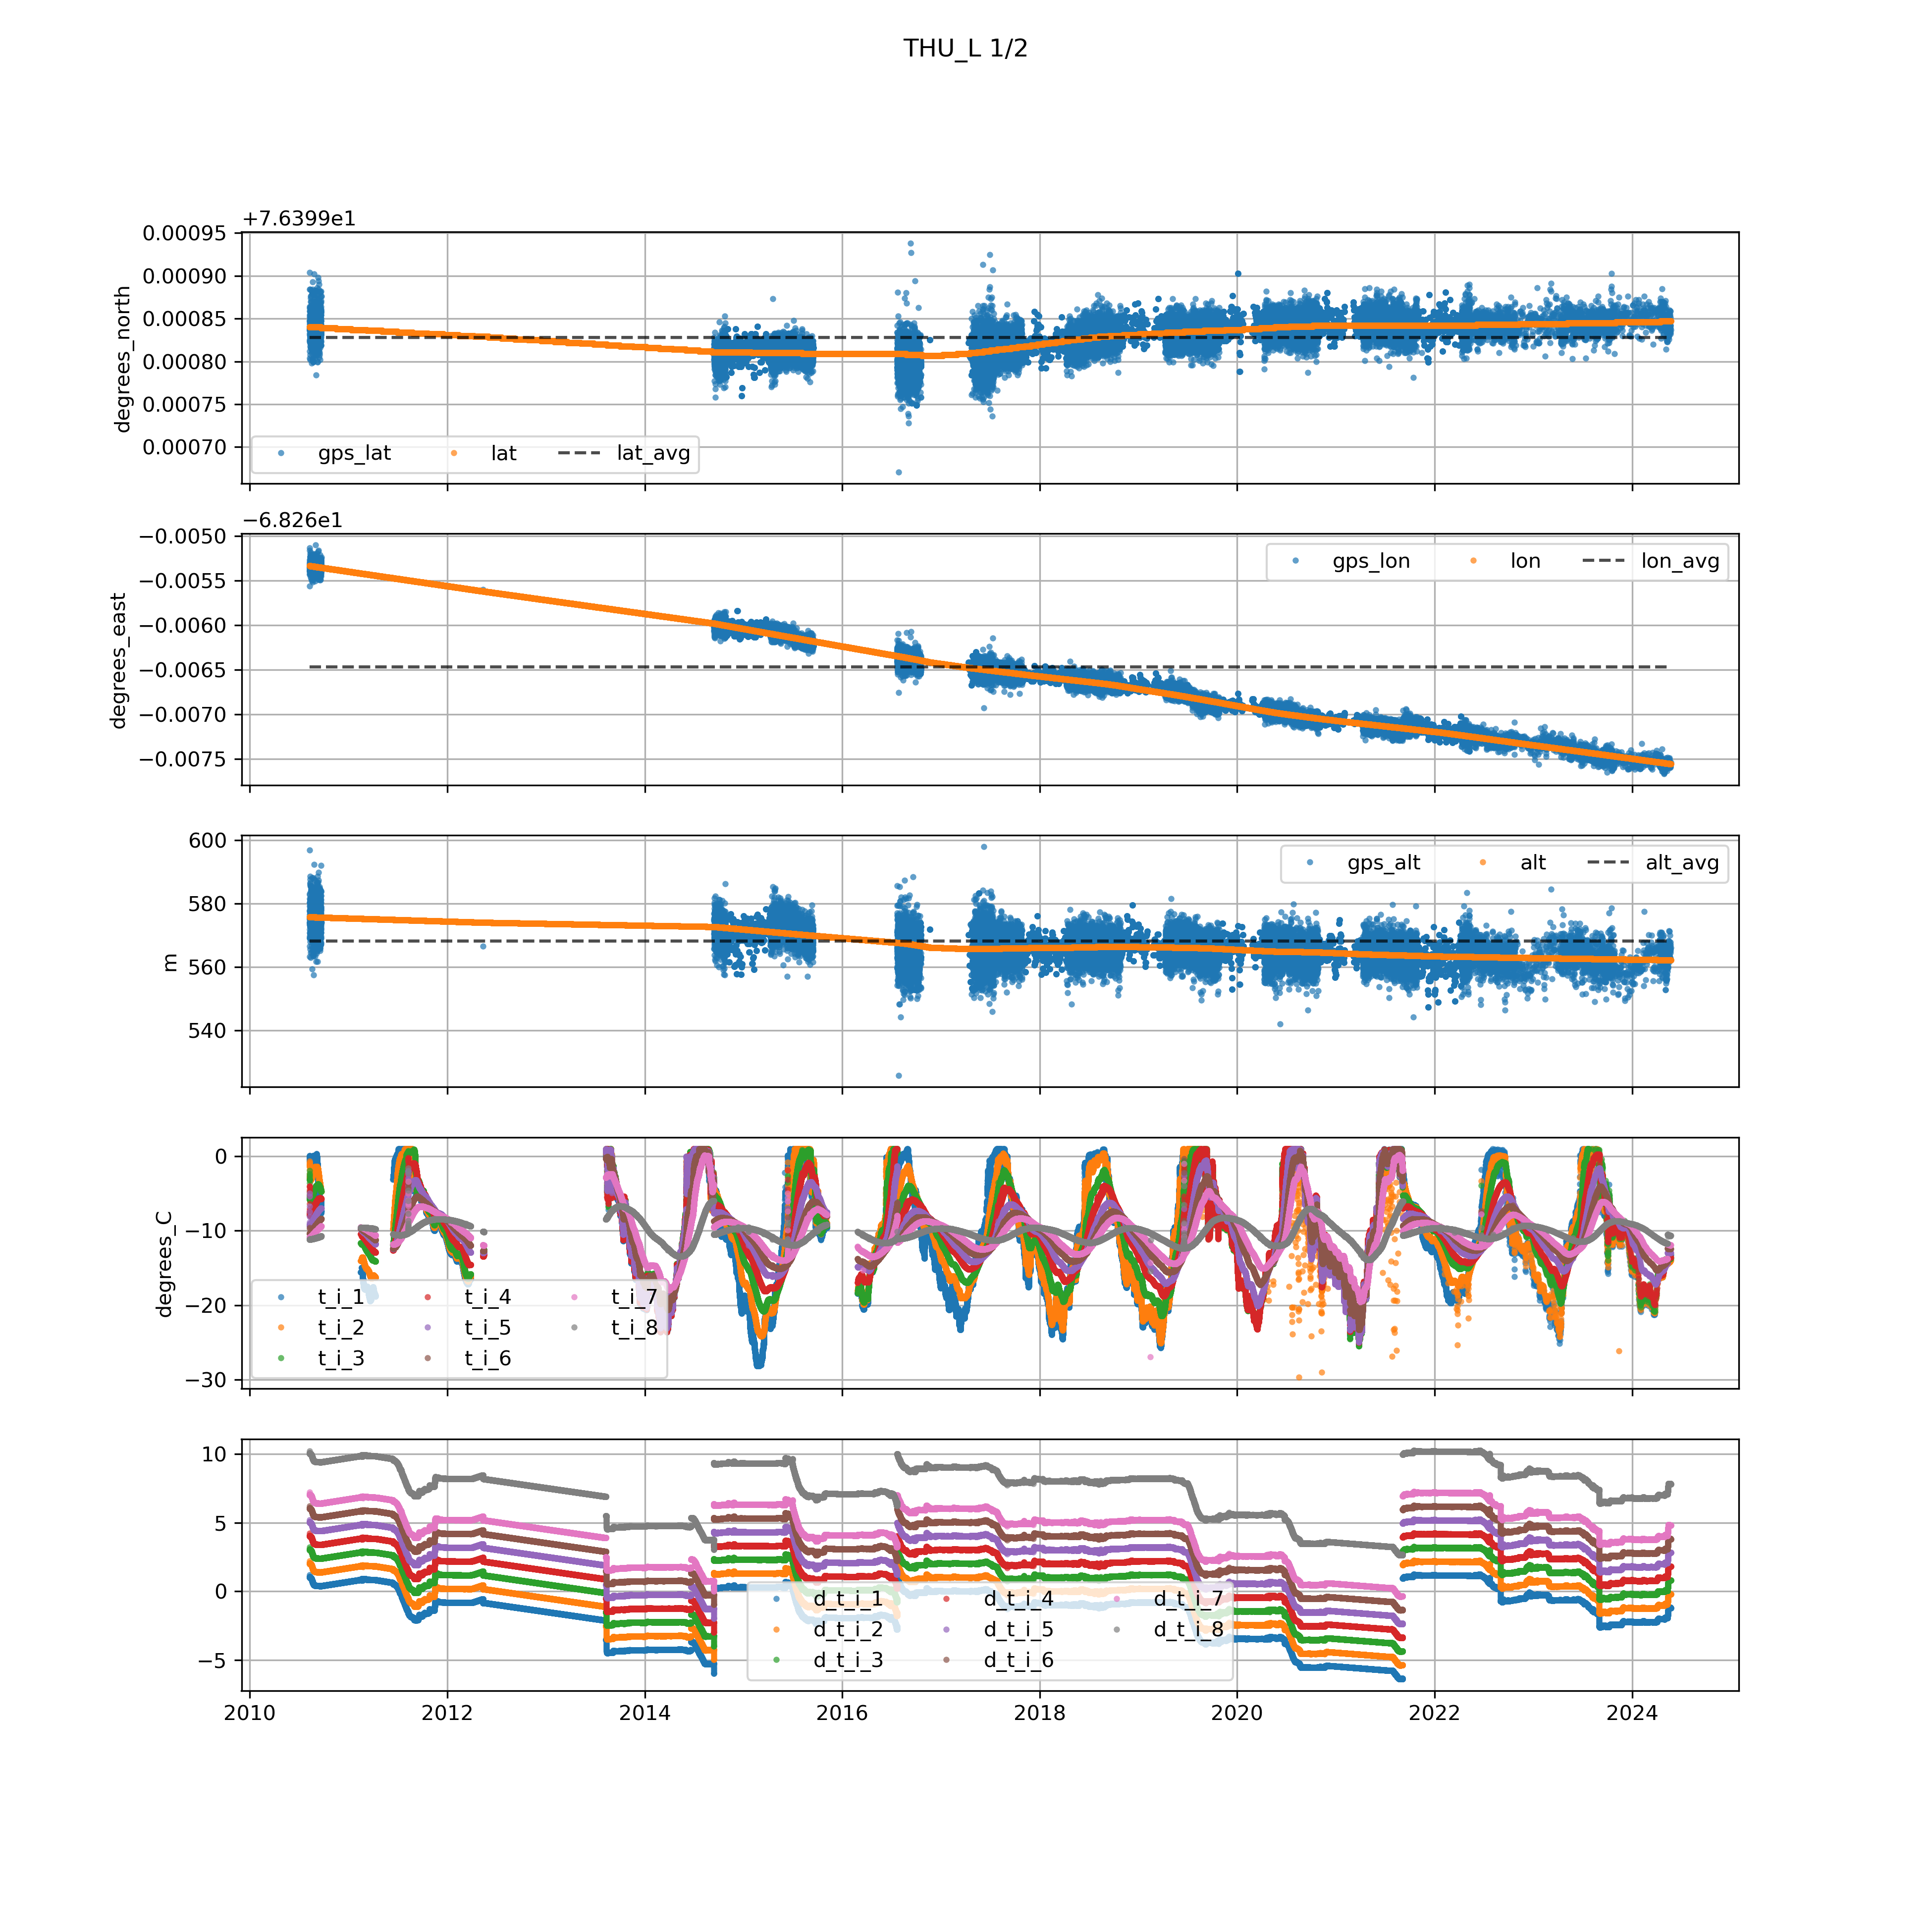 THU_L 1/2
+7.6399e1
0.00095
0.00090
0.00085
0.00080
0.00075
0.00070
degrees_north
gps_lat lat lat_avg
−6.826e1
−0.0050
−0.0055
−0.0060
−0.0065
−0.0070
−0.0075
degrees_east
gps_lon lon lon_avg
600
580
560
540
m
gps_alt alt alt_avg
0
−10
−20
−30
degrees_C
t_i_1 t_i_4 t_i_7
t_i_2 t_i_5 t_i_8
t_i_3 t_i_6
10
5
0
−5
d_t_i_1 d_t_i_4 d_t_i_7
d_t_i_2 d_t_i_5 d_t_i_8
d_t_i_3 d_t_i_6
2010 2012 2014 2016 2018 2020 2022 2024